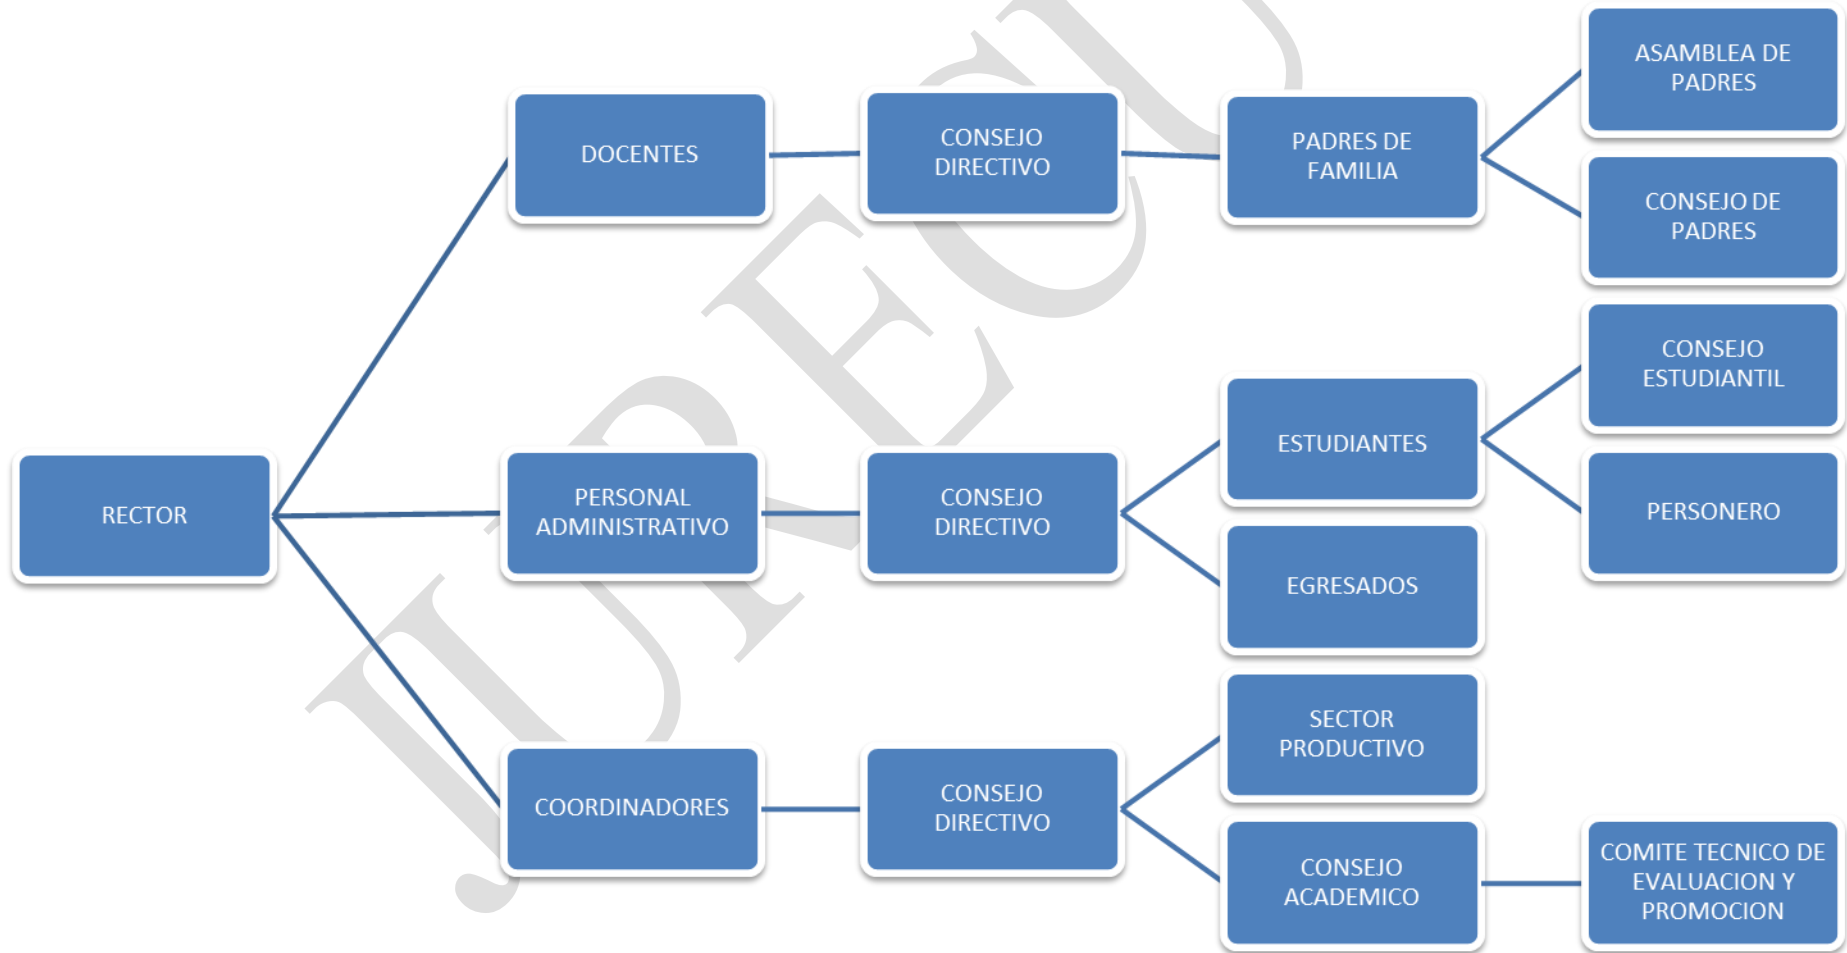 ASAMBLEA DE
PADRES
DOCENTES
CONSEJO
DIRECTIVO
PADRES DE
FAMILIA
CONSEJO DE
PADRES
CONSEJO
ESTUDIANTIL
ESTUDIANTES
RECTOR
PERSONAL
ADMINISTRATIVO
CONSEJO
DIRECTIVO
PERSONERO
EGRESADOS
SECTOR
PRODUCTIVO
COORDINADORES
CONSEJO
DIRECTIVO
CONSEJO
ACADEMICO
COMITE TECNICO DE
EVALUACION Y
PROMOCION